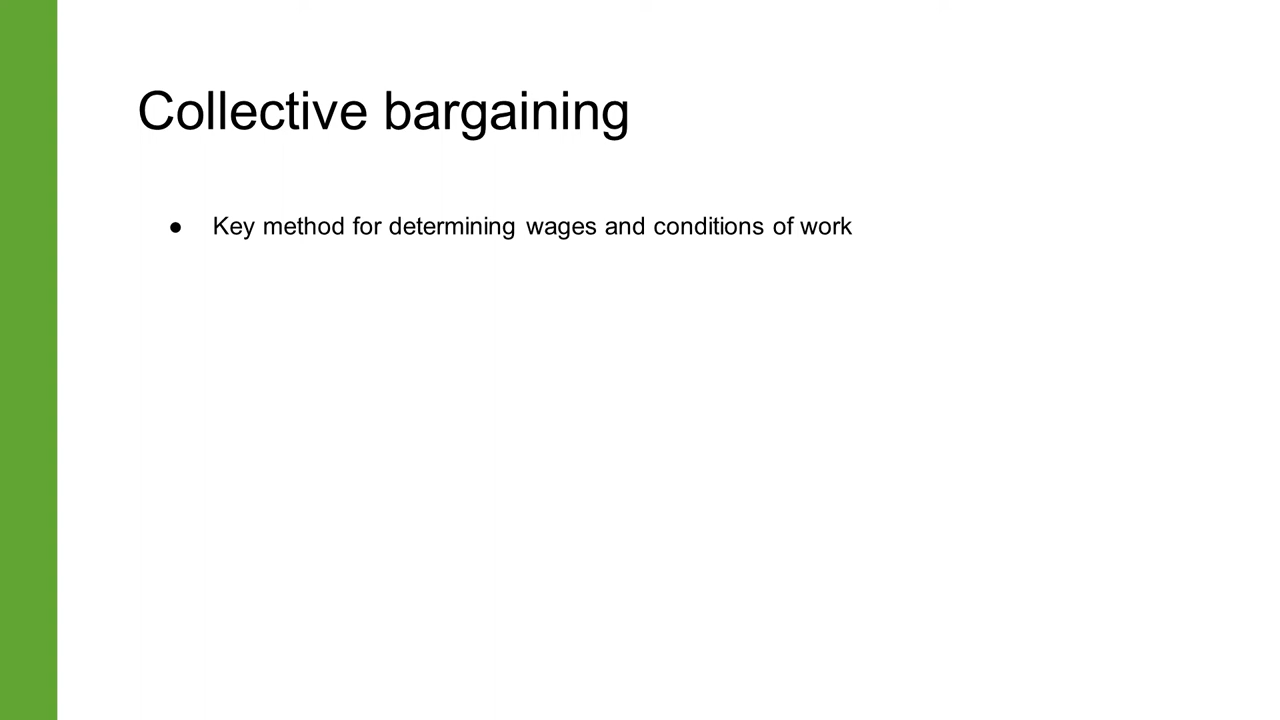 Collective bargaining
● Key method for determining wages and conditions of work